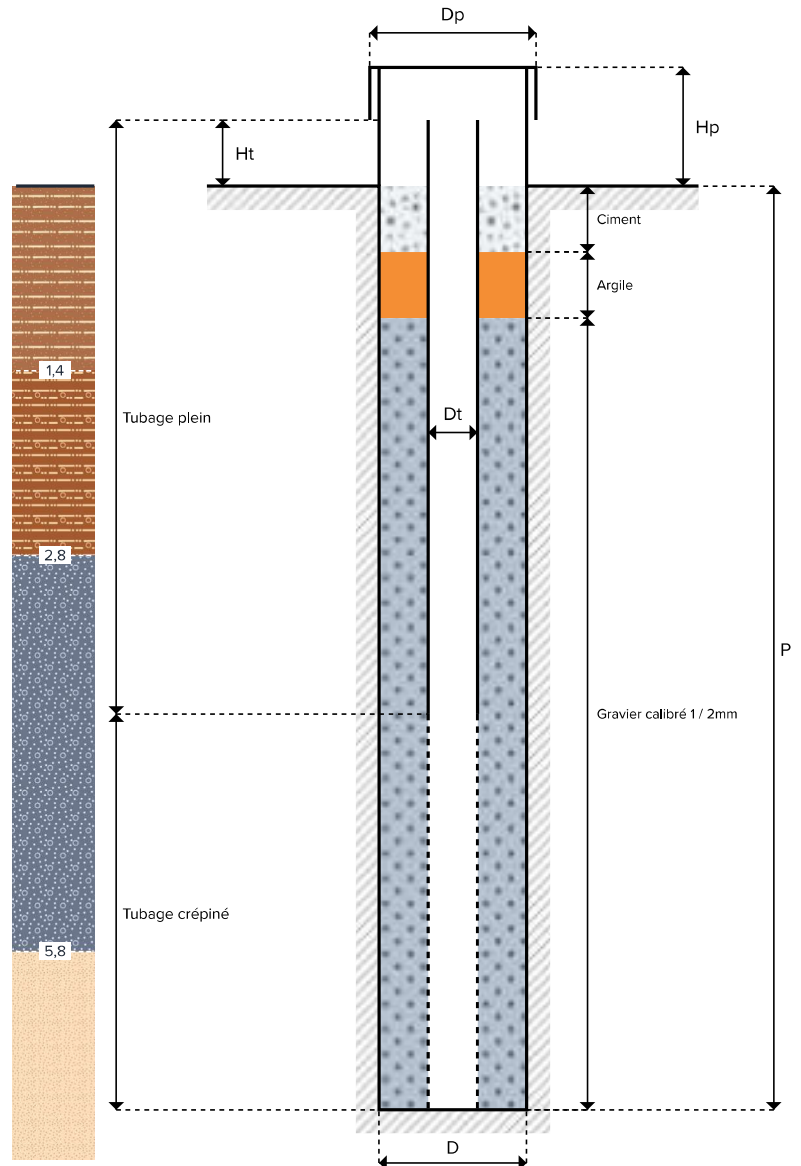 Dp
Hp
Ht
Ciment
Argile
1,4
Dt
Tubage plein
2,8
P
Gravier calibré 1 / 2mm
Tubage crépiné
5,8
D